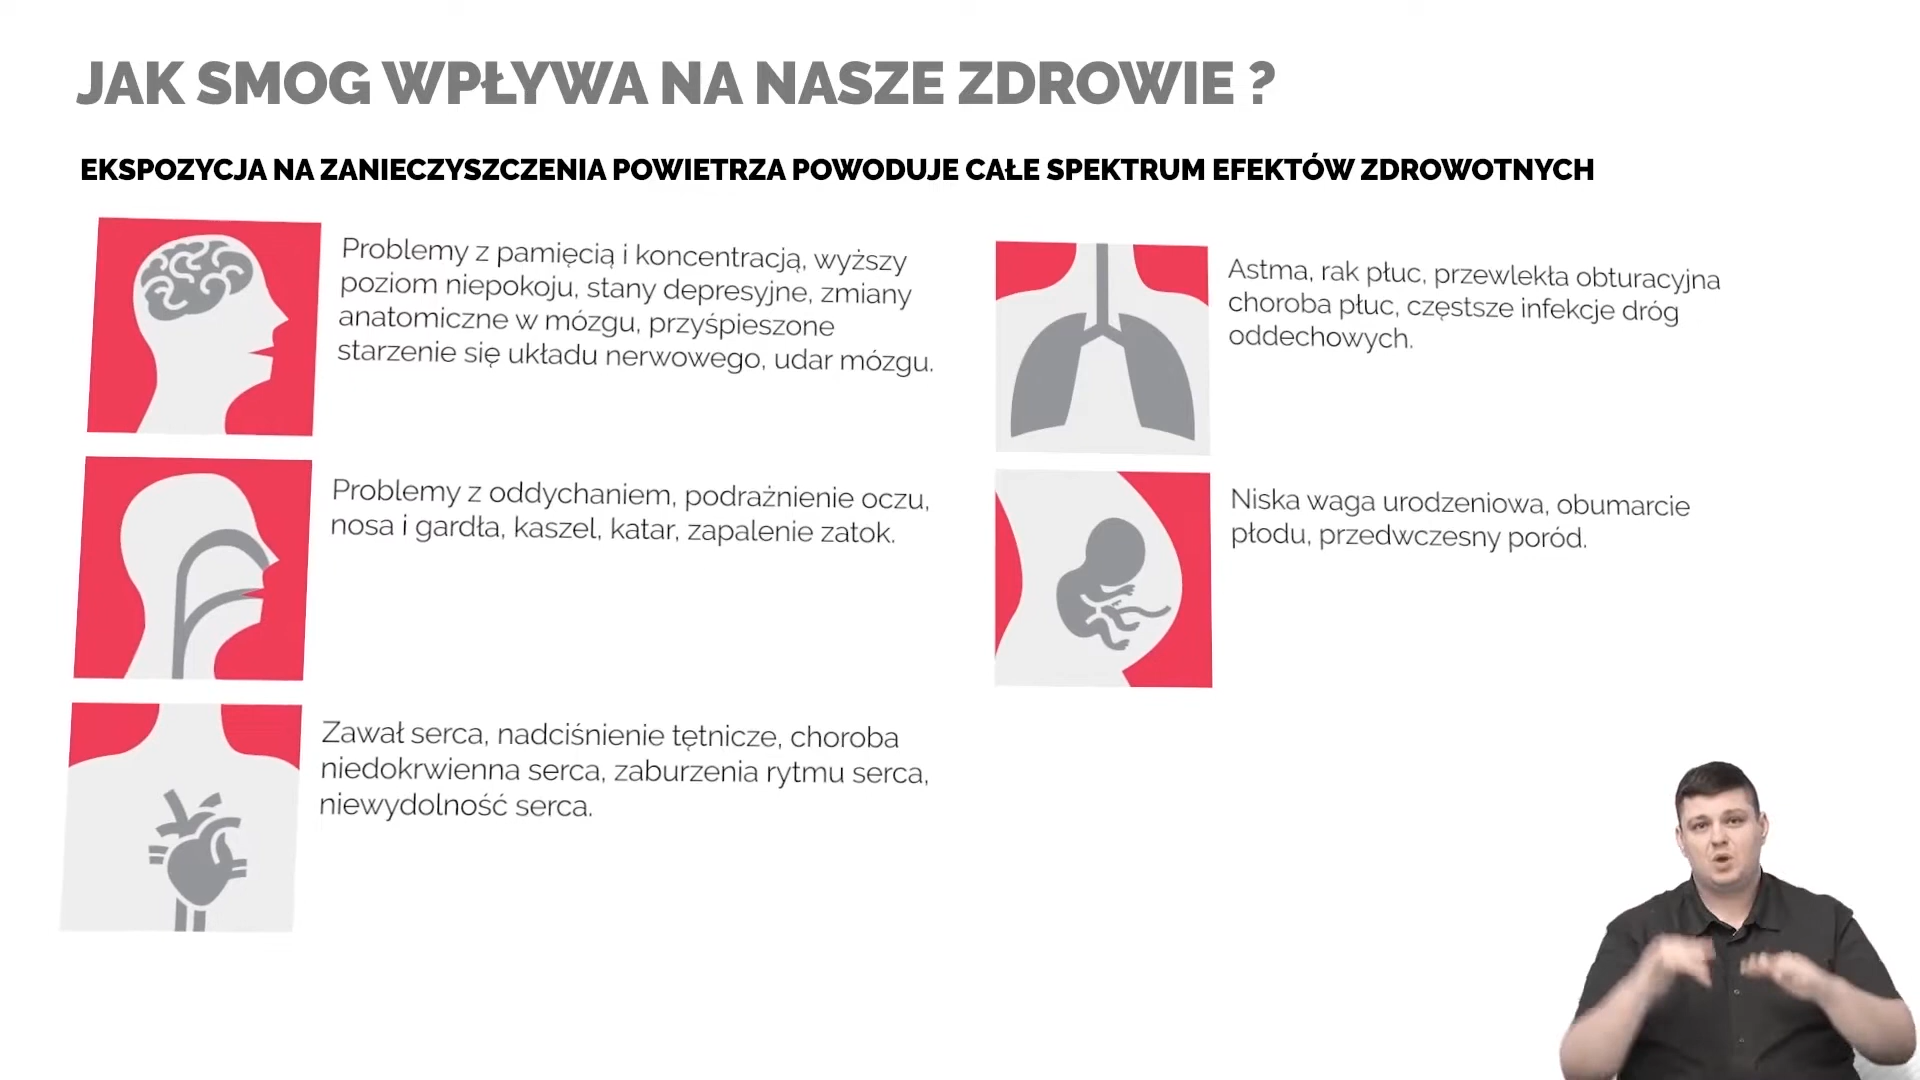 JAK SMOG WPŁYWA NA NASZE ZDROWIE ?
EKSPOZYCJA NA ZANIECZYSZCZENIA POWIETRZA POWODUJE CAŁE SPEKTRUM EFEKTÓW ZDROWOTNYCH
Problemy z pamięcią i koncentracją, wyższy
poziom niepokoju, stany depresyjne, zmiany
anatomiczne w mózgu, przyśpieszone
starzenie się układu nerwowego, udar mózgu.
Problemy z oddychaniem, podrażnienie oczu,
nosa i gardła, kaszel, katar, zapalenie zatok.
Zawał serca, nadciśnienie tętnicze, choroba
niedokrwienna serca, zaburzenia rytmu serca,
niewydolność serca.
Astma, rak płuc, przewlekła obturacyjna
choroba płuc, częstsze infekcje dróg
oddechowych.
Niska waga urodzeniowa, obumarcie
płodu, przedwczesny poród.